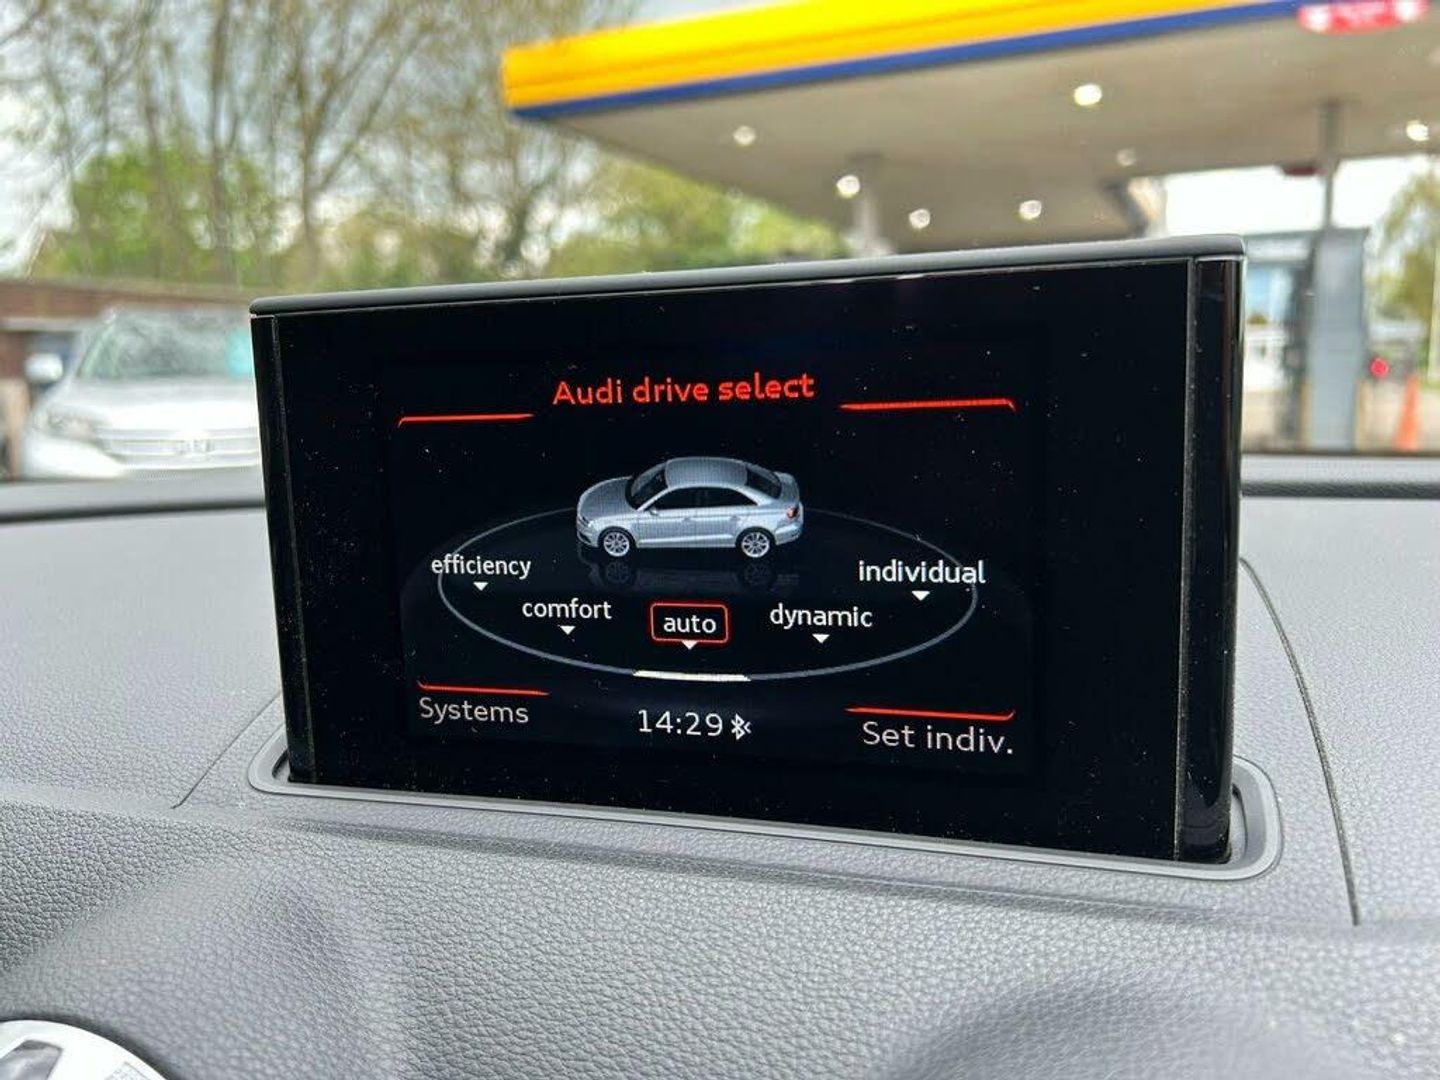 Audi drive select
efficiency
individual
comfort
auto
dynamic
Systems
14:29
Set indiv.